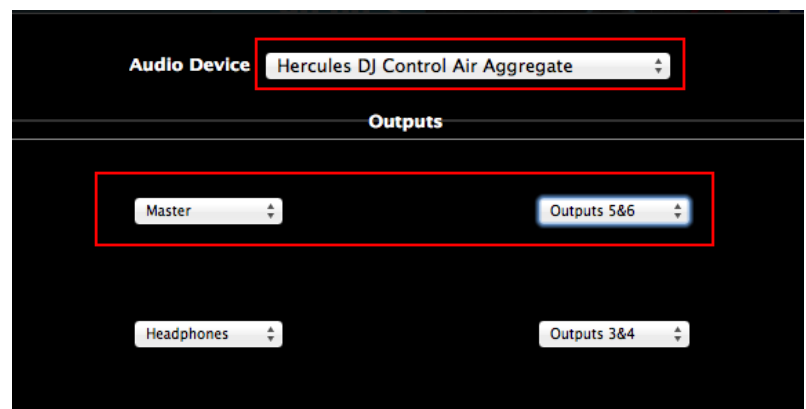 Audio Device Hercules DJ Control Air Aggregate
Outputs
Master Outputs 5&6
Headphones Outputs 3&4